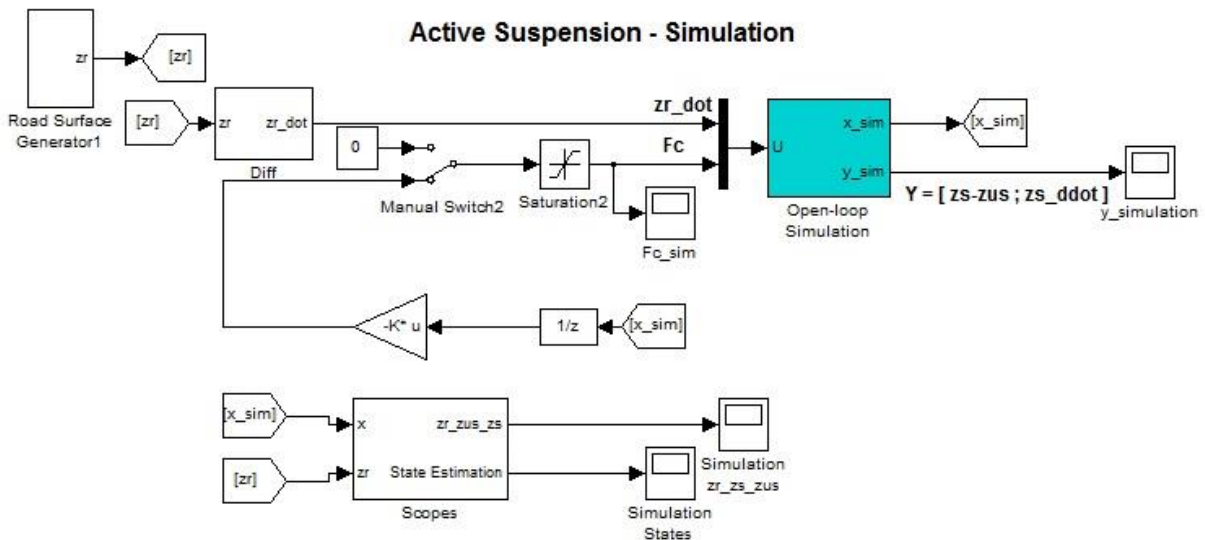 Active Suspension - Simulation
zr
[zr]
Road Surface
Generator1
[zr]
zr
zr_dot
Diff
zr_dot
0
Manual Switch2
Saturation2
Fc
Fc_sim
U
x_sim
y_sim
Open-loop
Simulation
[x_sim]
Y = [ zs-zus ; zs_ddot ]
y_simulation
-K* u
1/z
[x_sim]
[x_sim]
[zr]
x
zr
zr_zus_zs
State Estimation
Scopes
Simulation
zr_zs_zus
Simulation
States